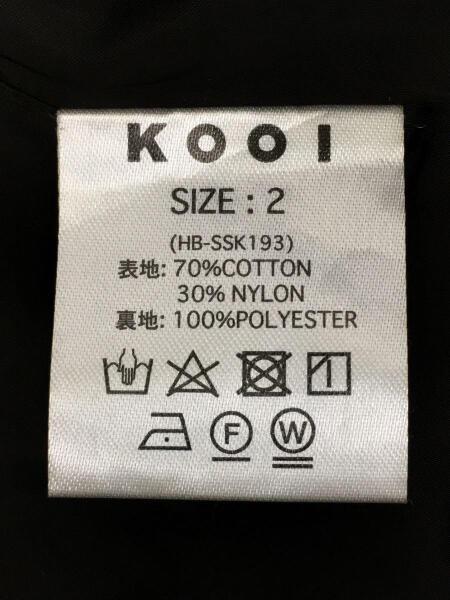 KOOI
SIZE : 2
(HB-SSK193)
表地: 70%COTTON
30% NYLON
裏地: 100%POLYESTER
F W